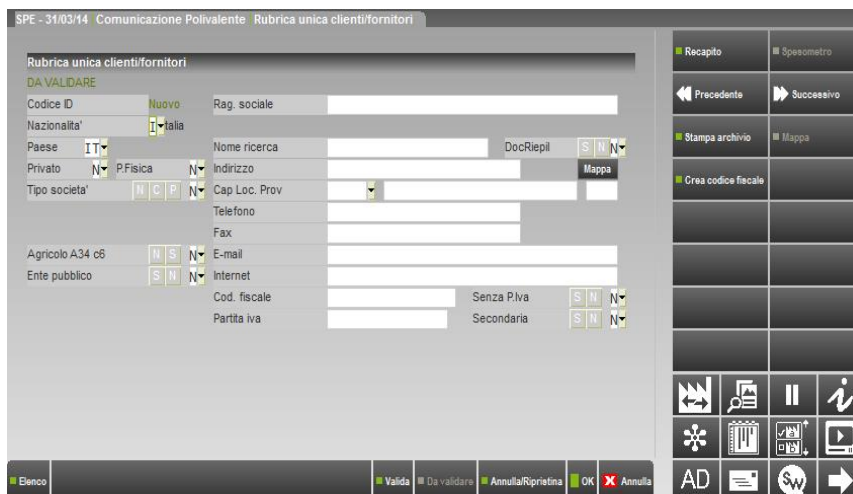 SPE - 31/03/14 Comunicazione Polivalente Rubrica unica clienti/fornitori
Rubrica unica clienti/fornitori
DA VALIDARE
Codice ID Nuovo Rag. sociale
Nazionalita' I talia
Paese IT Nome ricerca DocRiepil S N N
Privato N P.Fisica N Indirizzo Mappa
Tipo societa' N C P N Cap Loc. Prov
Telefono
Fax
Agricolo A34 c6 N S N E-mail
Ente pubblico S N N Internet
Cod. fiscale Senza P.Iva S N N
Partita iva Secondaria S N N
Recapito Spesometro
Precedente Successivo
Stampa archivio Mappa
Crea codice fiscale
AD SW
Elenco Valida Da validare Annulla/Ripristina OK X Annulla